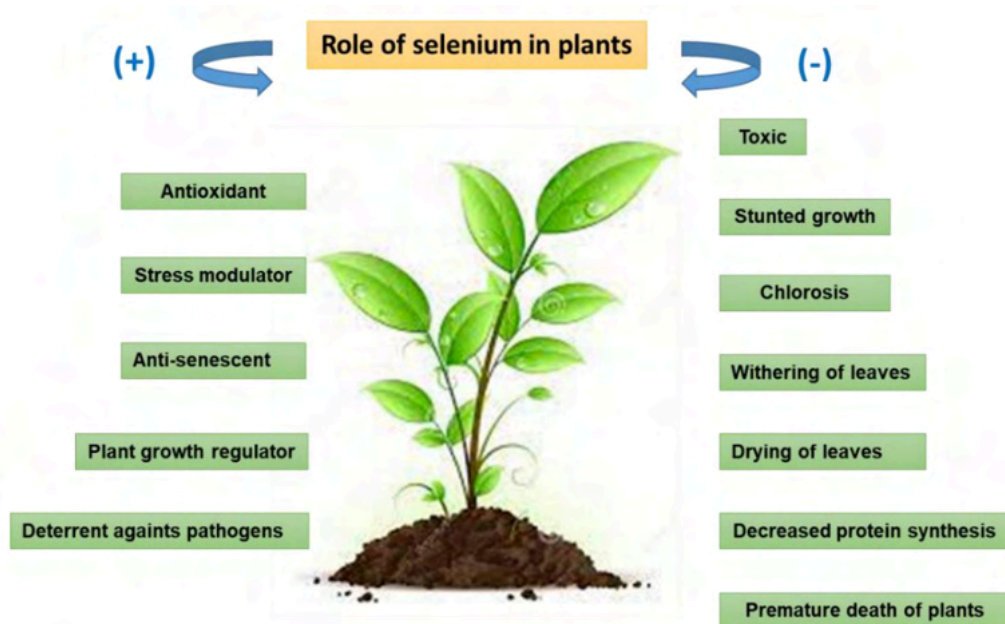 Role of selenium in plants
(+)
(-)
Antioxidant
Stress modulator
Anti-senescent
Plant growth regulator
Deterrent againts pathogens
Toxic
Stunted growth
Chlorosis
Withering of leaves
Drying of leaves
Decreased protein synthesis
Premature death of plants